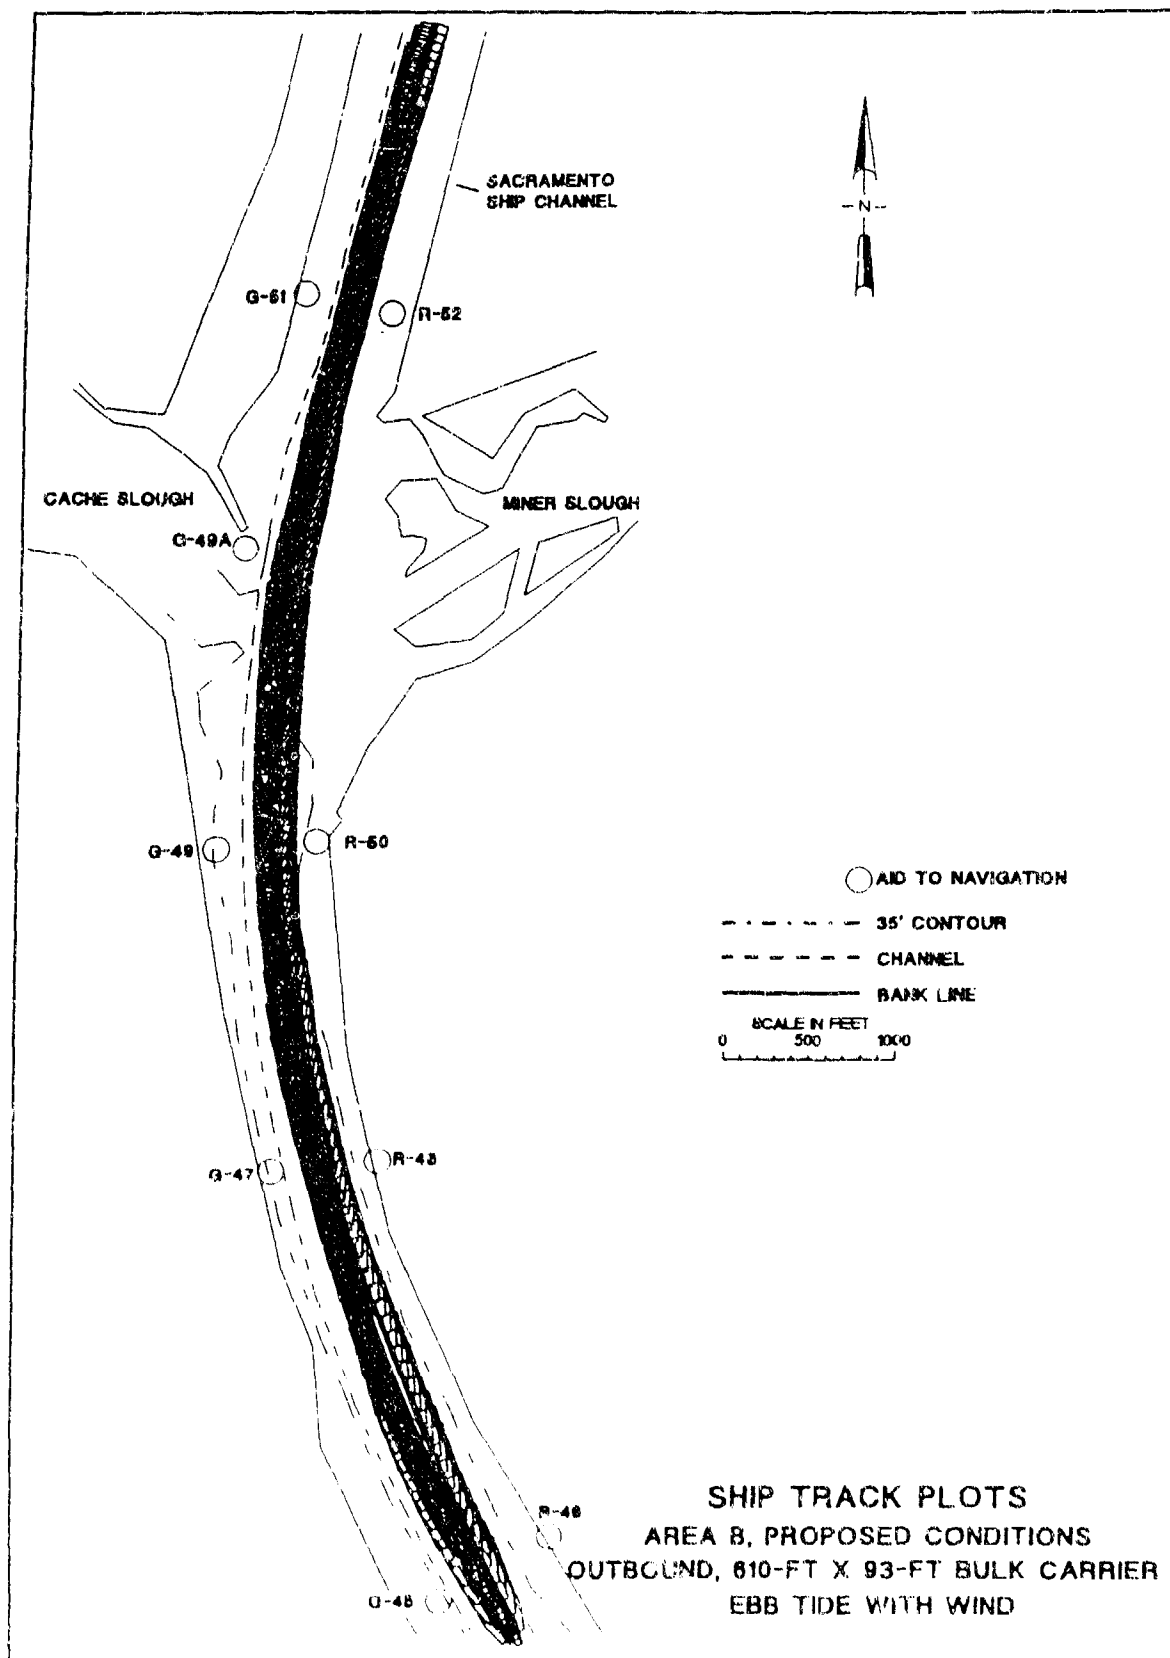 SACRAMENTO
SHIP CHANNEL
-N-
G-51
R-52
CACHE SLOUGH
MINER SLOUGH
G-49A
G-49
R-50
AID TO NAVIGATION
35' CONTOUR
CHANNEL
BANK LINE
SCALE IN FEET
0 500 1000
G-47
R-48
R-46
SHIP TRACK PLOTS
AREA B, PROPOSED CONDITIONS
OUTBOUND, 610-FT X 93-FT BULK CARRIER
EBB TIDE WITH WIND